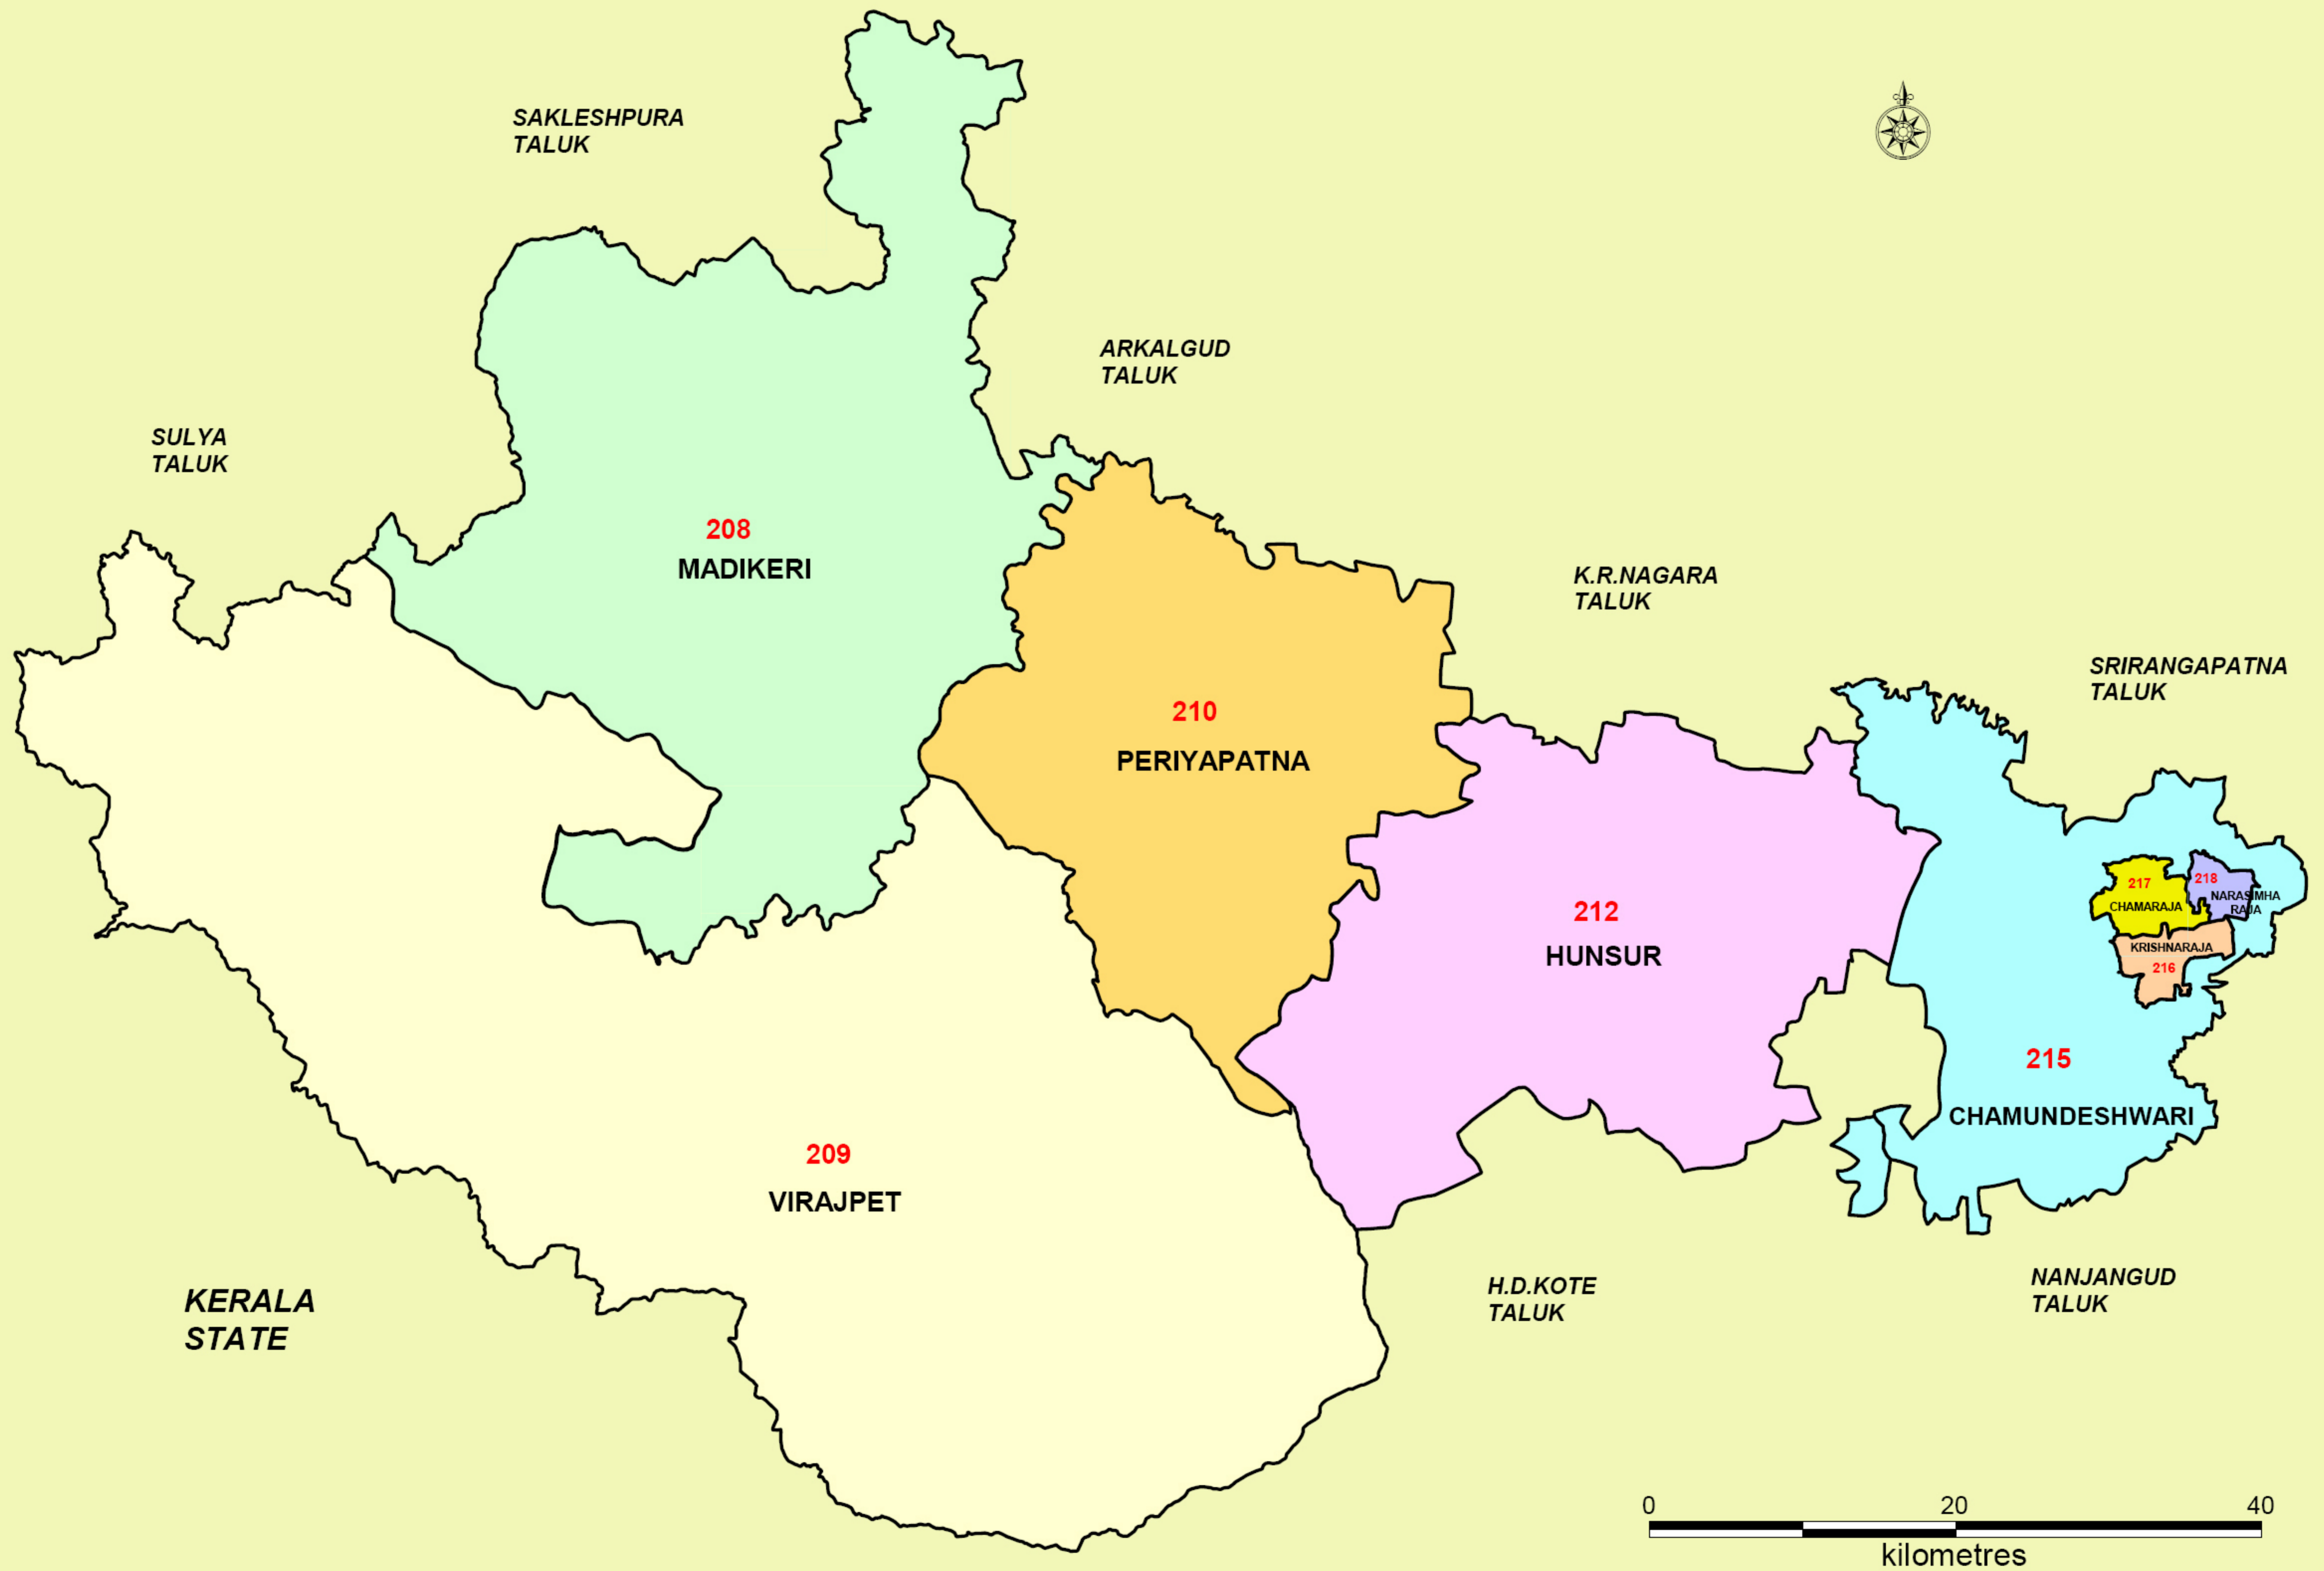 SAKLESHPURA
TALUK
ARKALGUD
TALUK
SULYA
TALUK
208
MADIKERI
K.R.NAGARA
TALUK
SRIRANGAPATNA
TALUK
210
PERIYAPATNA
217
CHAMARAJA
218
NARASIMHA
RAJA
212
HUNSUR
KRISHNARAJA
216
215
CHAMUNDESHWARI
209
VIRAJPET
KERALA
STATE
H.D.KOTE
TALUK
NANJANGUD
TALUK
0 20 40
kilometres